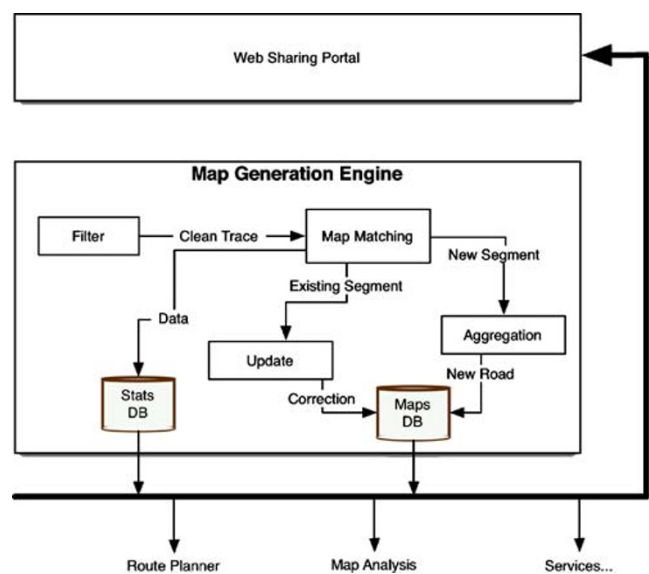 Web Sharing Portal
Map Generation Engine
Filter
Clean Trace
Map Matching
New Segment
Existing Segment
Data
Aggregation
Update
New Road
Stats
DB
Correction
Maps
DB
Route Planner
Map Analysis
Services...